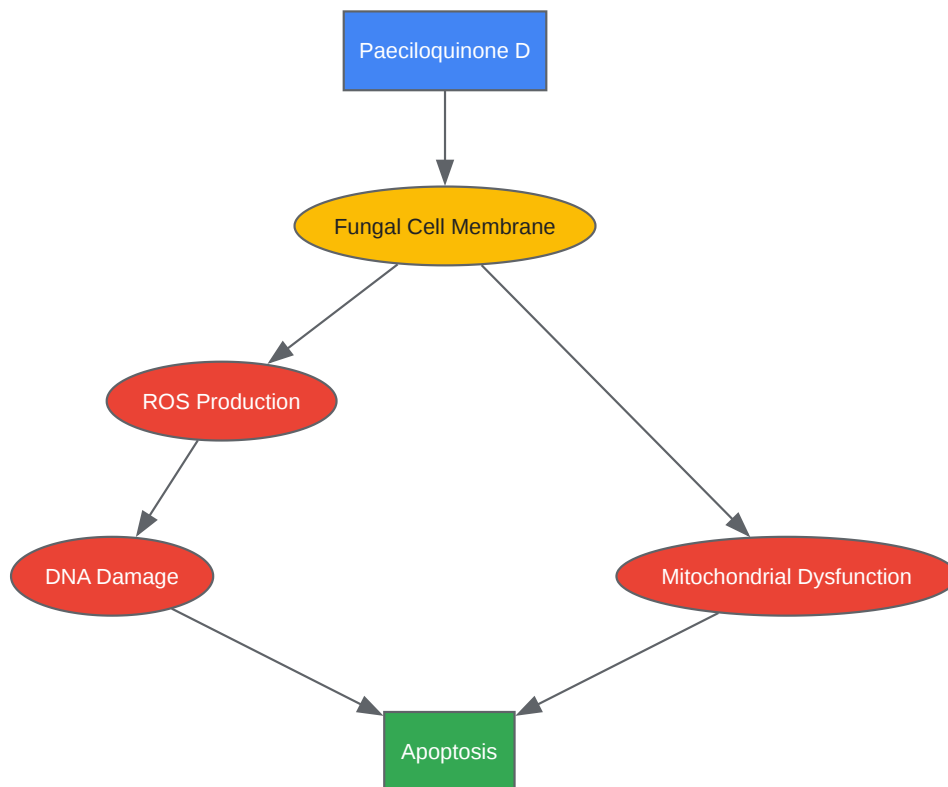 Paeciloquinone D
Fungal Cell Membrane
ROS Production
DNA Damage
Mitochondrial Dysfunction
Apoptosis